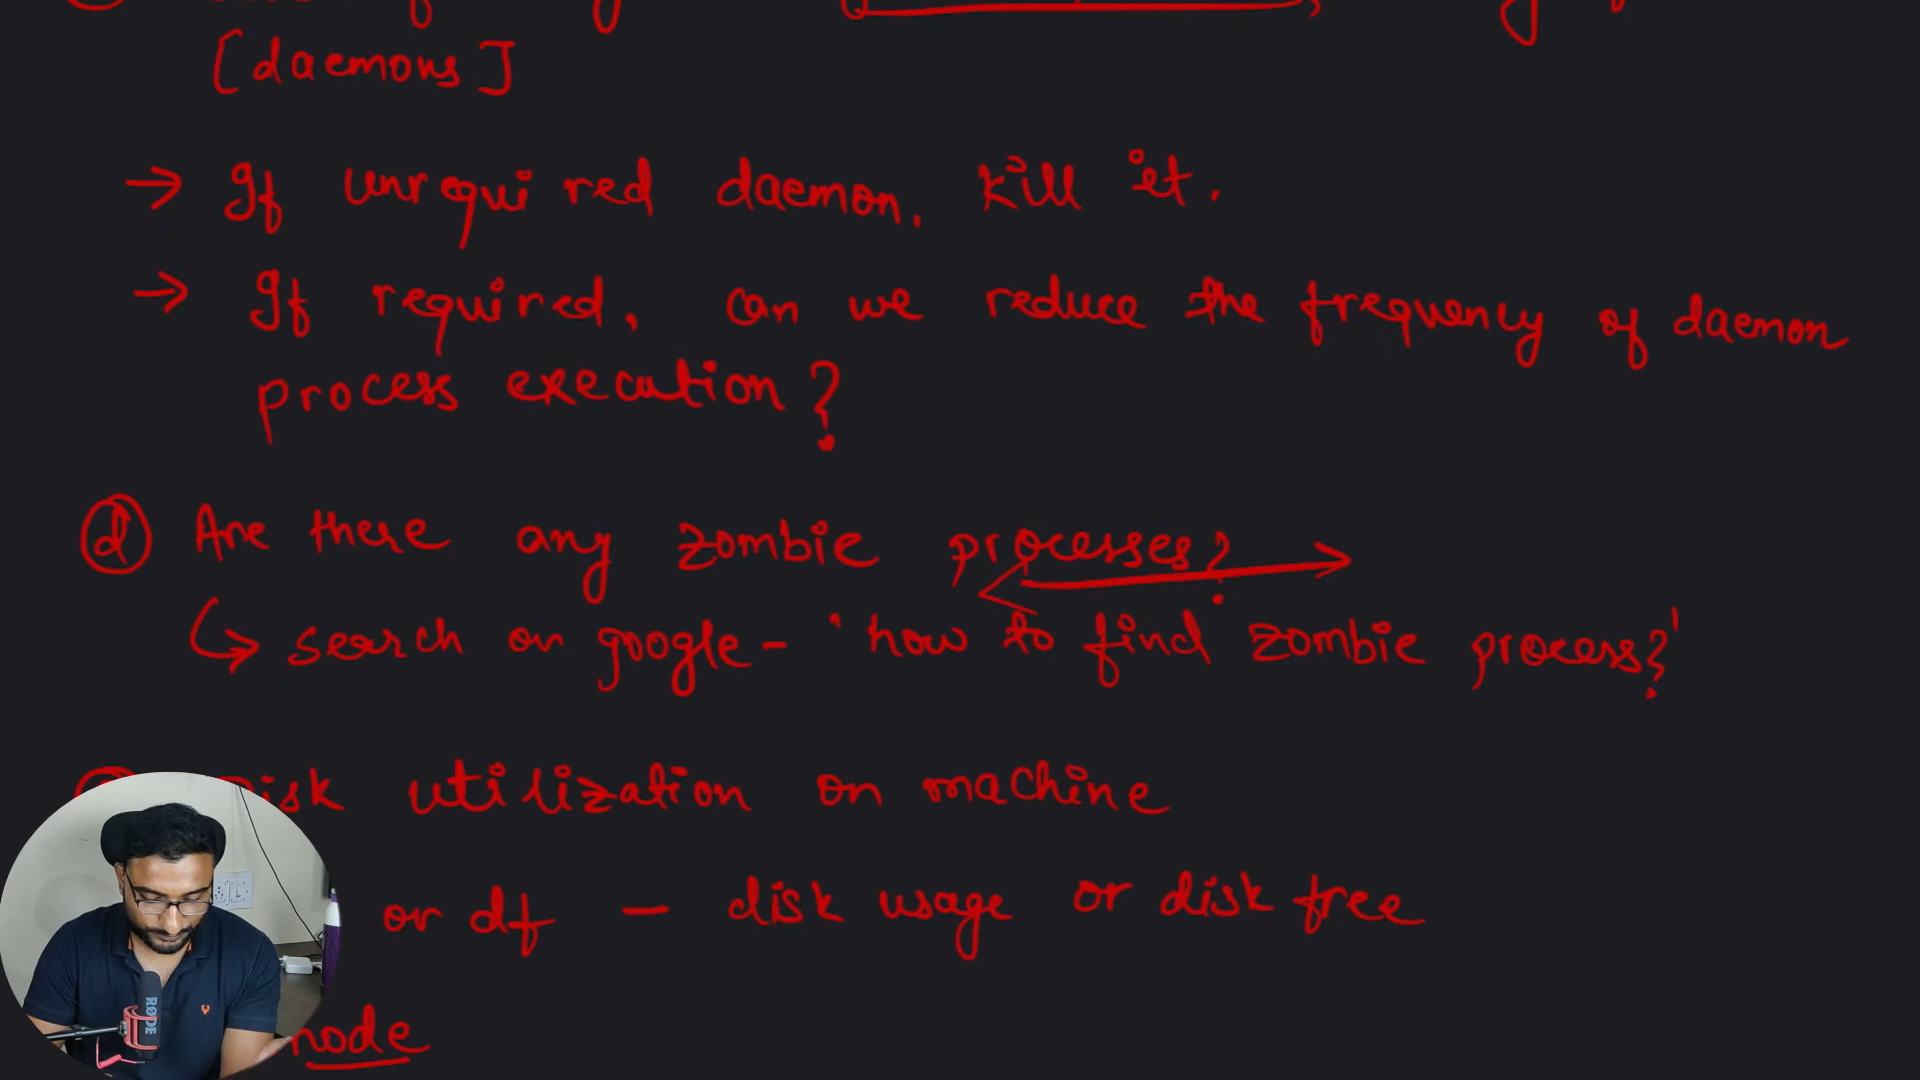 [daemons]
→ If unrequired daemon, kill it.
→ If required, can we reduce the frequency of daemon
process execution?
d Are there any zombie processes?
↳ search on google - 'how to find zombie process?'
Disk utilization on machine
or df - disk usage or disk free
node
RØDE